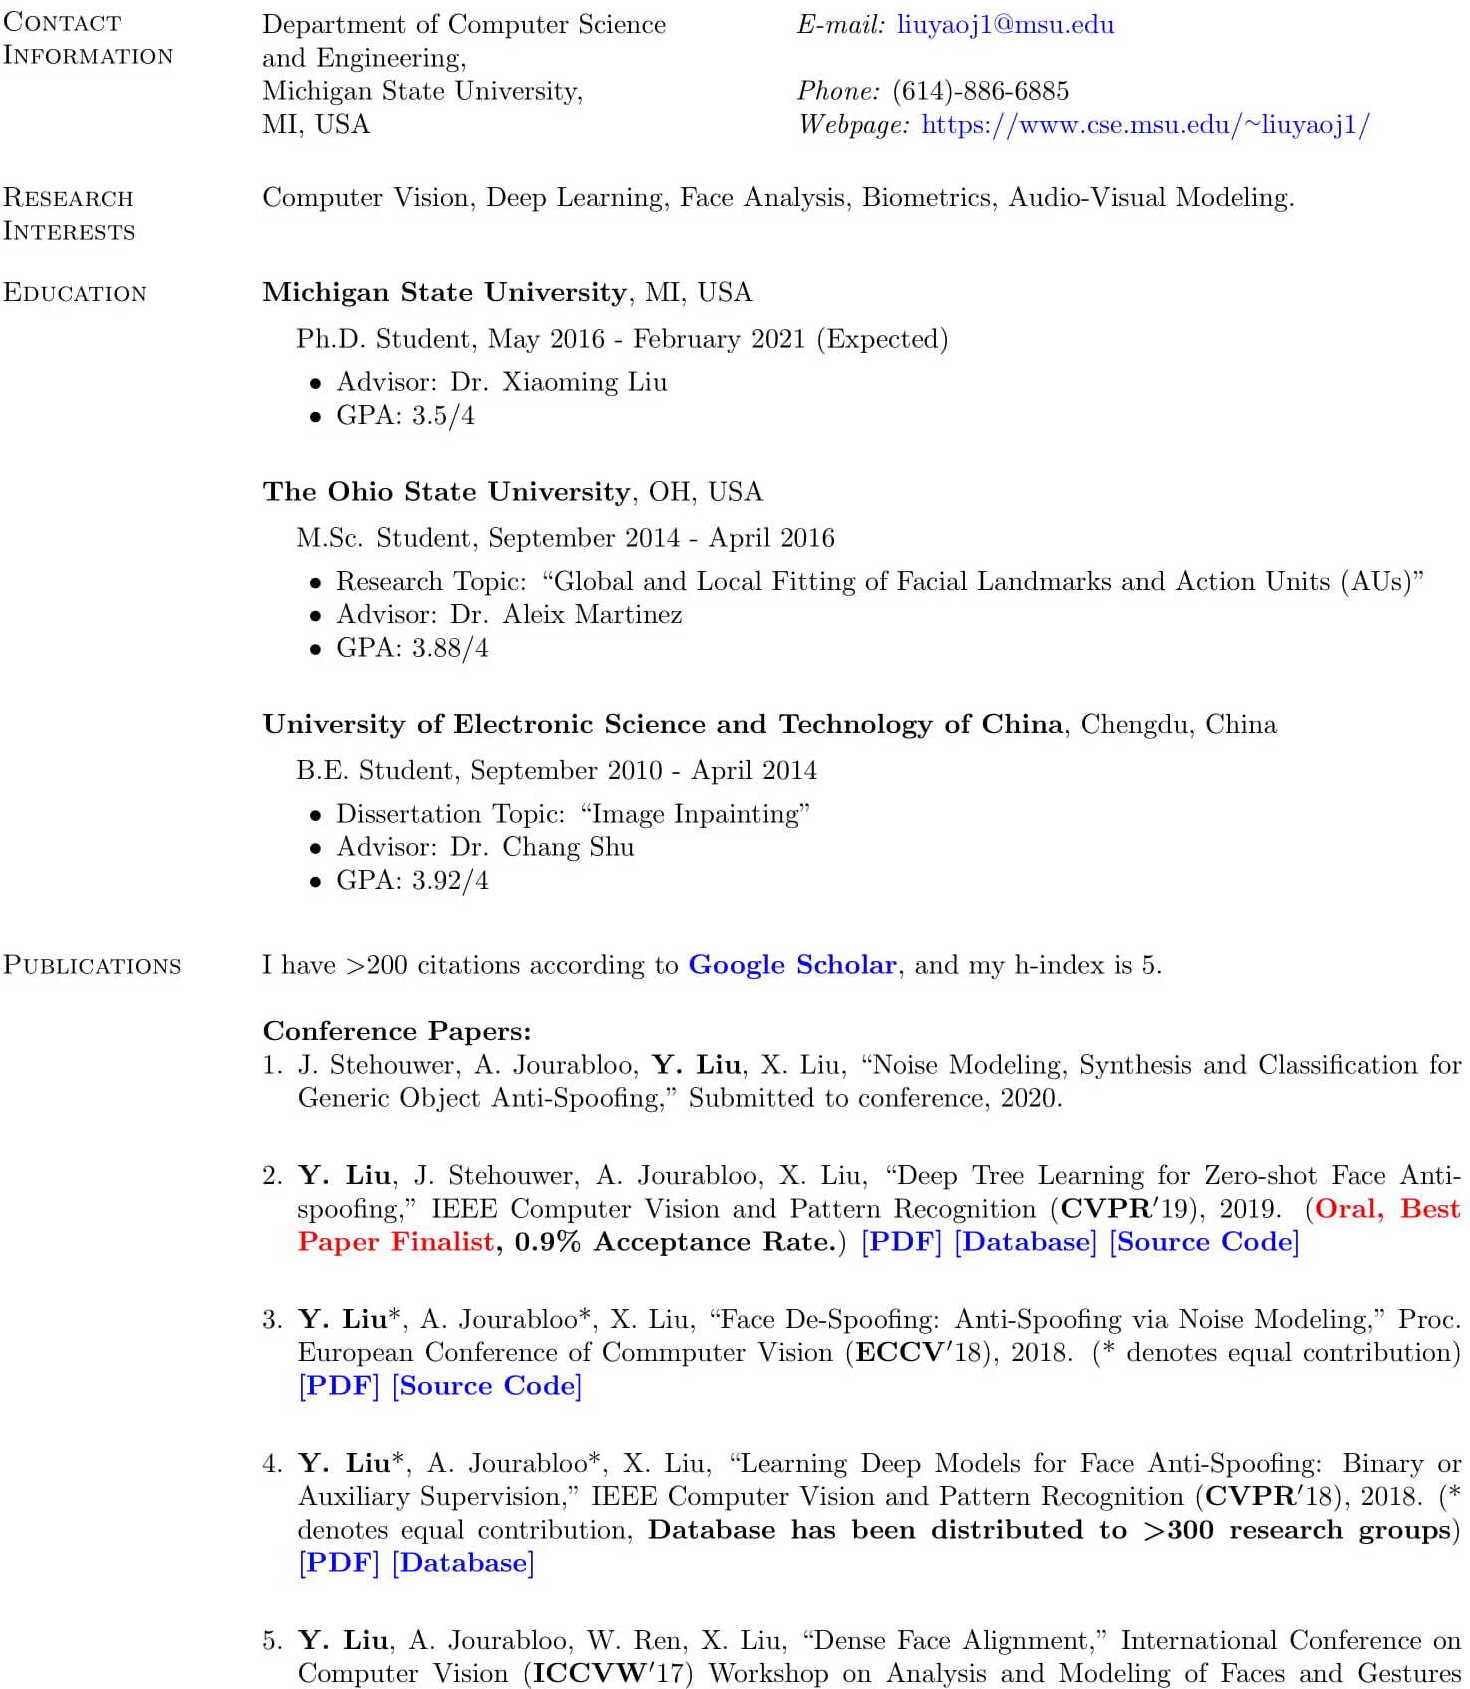 CONTACT INFORMATION
Department of Computer Science
and Engineering,
Michigan State University,
MI, USA
E-mail: liuyaoj1@msu.edu
Phone: (614)-886-6885
Webpage: https://www.cse.msu.edu/~liuyaoj1/
RESEARCH INTERESTS
Computer Vision, Deep Learning, Face Analysis, Biometrics, Audio-Visual Modeling.
EDUCATION
Michigan State University, MI, USA
Ph.D. Student, May 2016 - February 2021 (Expected)
• Advisor: Dr. Xiaoming Liu
• GPA: 3.5/4
The Ohio State University, OH, USA
M.Sc. Student, September 2014 - April 2016
• Research Topic: “Global and Local Fitting of Facial Landmarks and Action Units (AUs)”
• Advisor: Dr. Aleix Martinez
• GPA: 3.88/4
University of Electronic Science and Technology of China, Chengdu, China
B.E. Student, September 2010 - April 2014
• Dissertation Topic: “Image Inpainting”
• Advisor: Dr. Chang Shu
• GPA: 3.92/4
PUBLICATIONS
I have >200 citations according to Google Scholar, and my h-index is 5.
Conference Papers:
1. J. Stehouwer, A. Jourabloo, Y. Liu, X. Liu, “Noise Modeling, Synthesis and Classification for
Generic Object Anti-Spoofing,” Submitted to conference, 2020.
2. Y. Liu, J. Stehouwer, A. Jourabloo, X. Liu, “Deep Tree Learning for Zero-shot Face Anti-
spoofing,” IEEE Computer Vision and Pattern Recognition (CVPR′19), 2019. (Oral, Best
Paper Finalist, 0.9% Acceptance Rate.) [PDF] [Database] [Source Code]
3. Y. Liu*, A. Jourabloo*, X. Liu, “Face De-Spoofing: Anti-Spoofing via Noise Modeling,” Proc.
European Conference of Commputer Vision (ECCV′18), 2018. (* denotes equal contribution)
[PDF] [Source Code]
4. Y. Liu*, A. Jourabloo*, X. Liu, “Learning Deep Models for Face Anti-Spoofing: Binary or
Auxiliary Supervision,” IEEE Computer Vision and Pattern Recognition (CVPR′18), 2018. (*
denotes equal contribution, Database has been distributed to >300 research groups)
[PDF] [Database]
5. Y. Liu, A. Jourabloo, W. Ren, X. Liu, “Dense Face Alignment,” International Conference on
Computer Vision (ICCVW′17) Workshop on Analysis and Modeling of Faces and Gestures